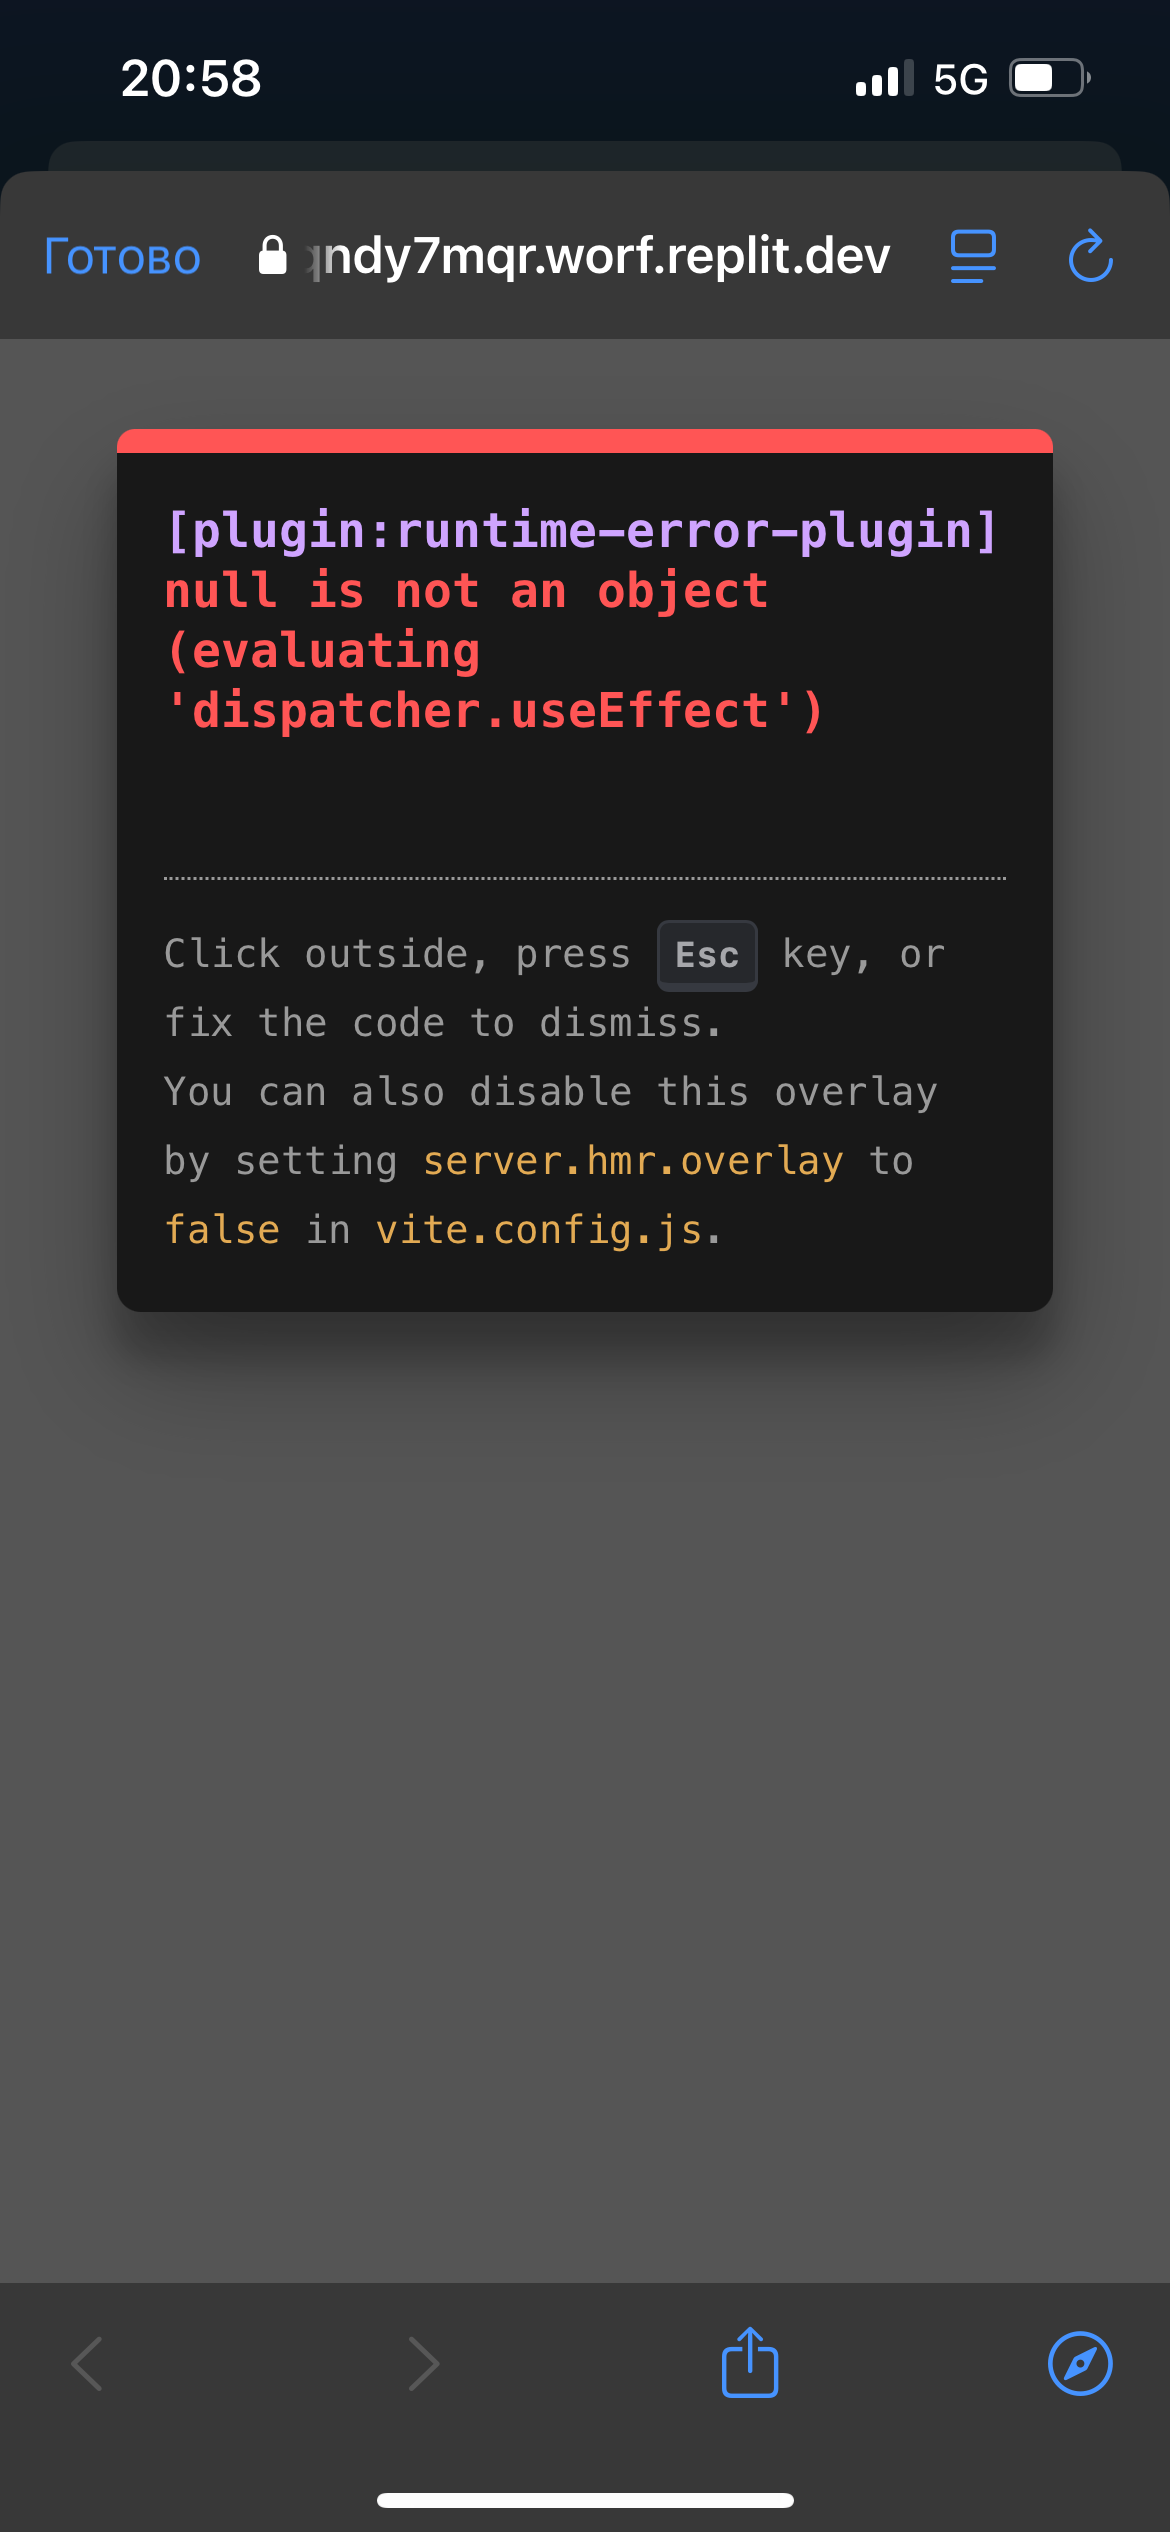 20:58
5G
Готово
ndy7mqr.worf.replit.dev
[plugin:runtime-error-plugin]
null is not an object
(evaluating
'dispatcher.useEffect')
Click outside, press Esc key, or
fix the code to dismiss.
You can also disable this overlay
by setting server.hmr.overlay to
false in vite.config.js.